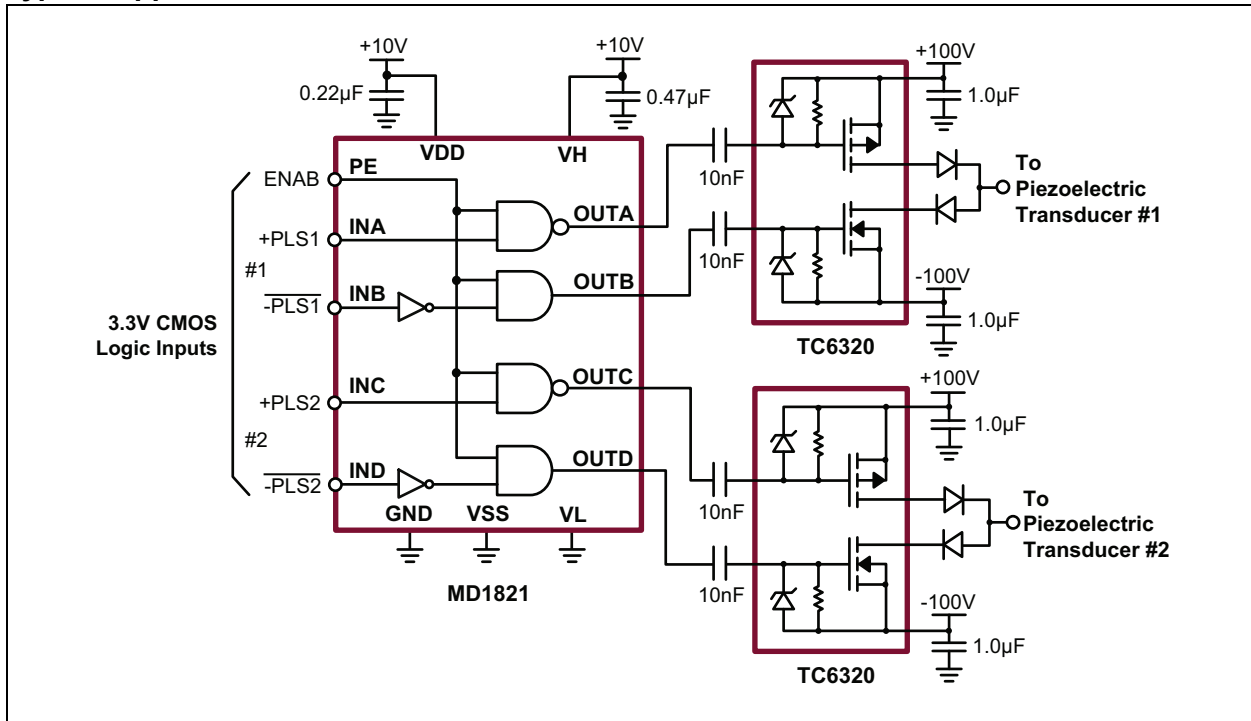 +10V
+10V
+100V
0.22µF
0.47µF
1.0µF
VDD
VH
ENAB
PE
To
Piezoelectric
Transducer #1
10nF
OUTA
+PLS1
INA
#1
10nF
OUTB
-PLS1
INB
-100V
1.0µF
3.3V CMOS
Logic Inputs
TC6320
+100V
OUTC
+PLS2
INC
1.0µF
#2
OUTD
10nF
-PLS2
IND
To
Piezoelectric
Transducer #2
GND
VSS
VL
10nF
MD1821
-100V
1.0µF
TC6320